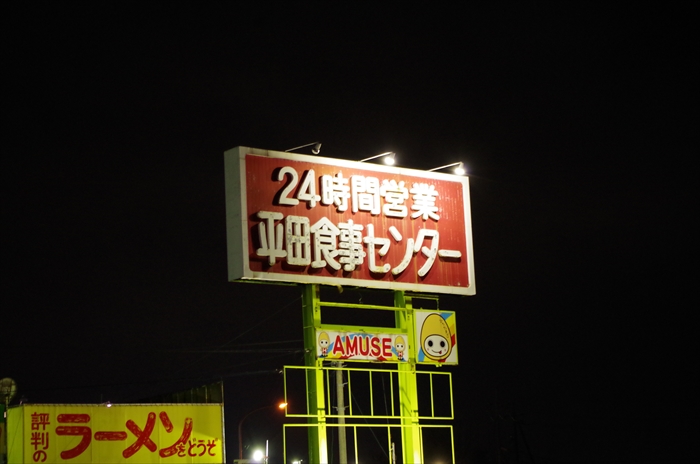 24時間営業
平田食事センター
AMUSE
評判の
ラーメンをどうぞ